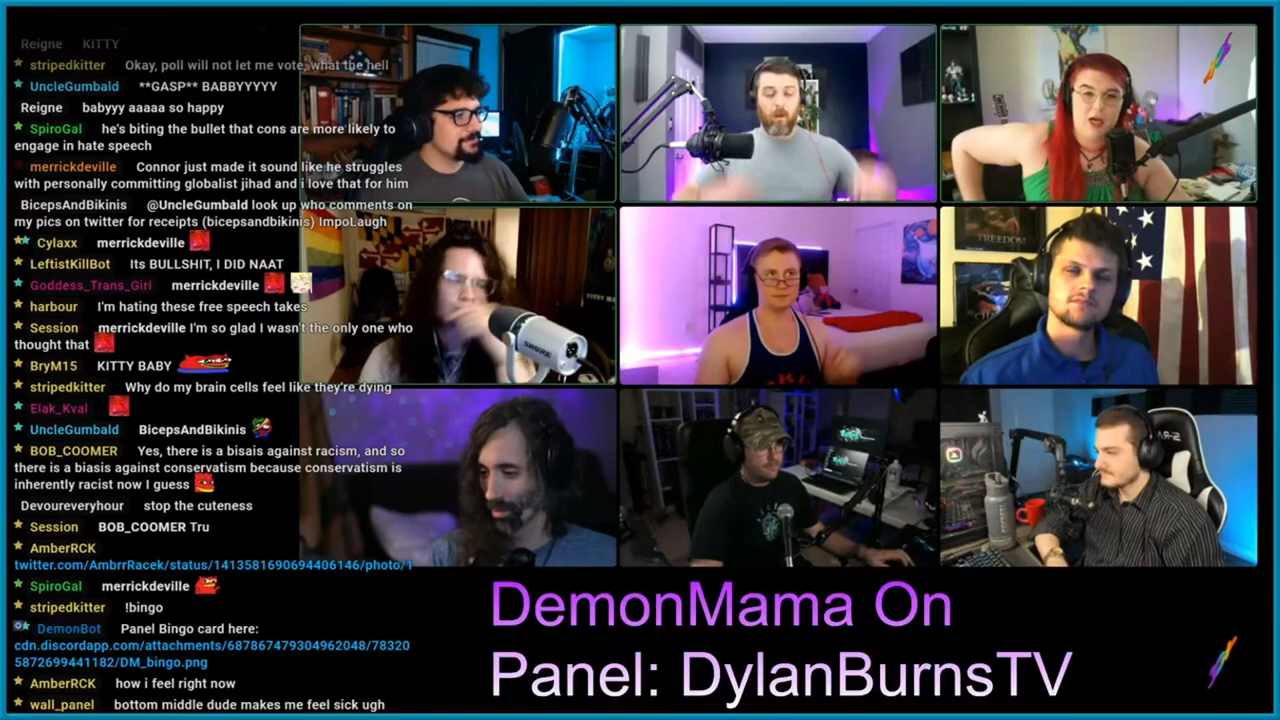 Reigne KITTY
stripedkitter Okay, poll will not let me vote, what the hell
UncleGumbald **GASP** BABBYYYYY
Reigne babyyy aaaaa so happy
SpiroGal he's biting the bullet that cons are more likely to
engage in hate speech
merrickdeville Connor just made it sound like he struggles
with personally committing globalist jihad and i love that for him
BicepsAndBikinis @UncleGumbald look up who comments on
my pics on twitter for receipts (bicepsandbikinis) ImpoLaugh
Cylaxx merrickdeville
LeftistKillBot Its BULLSHIT, I DID NAAT
Goddess_Trans_Girl merrickdeville
harbour I'm hating these free speech takes
Session merrickdeville I'm so glad I wasn't the only one who
thought that
BryM15 KITTY BABY
stripedkitter Why do my brain cells feel like they're dying
Elak_Kval
UncleGumbald BicepsAndBikinis
BOB_COOMER Yes, there is a bisais against racism, and so
there is a biasis against conservatism because conservatism is
inherently racist now I guess
Devoureveryhour stop the cuteness
Session BOB_COOMER Tru
AmberRCK
twitter.com/AmbrrRacek/status/1413581690694406146/photo/1
SpiroGal merrickdeville
stripedkitter !bingo
DemonBot Panel Bingo card here:
cdn.discordapp.com/attachments/687867479304962048/78320
5872699441182/DM_bingo.png
AmberRCK how i feel right now
wall_panel bottom middle dude makes me feel sick ugh
FREEDOM
SHURE
DemonMama On
Panel: DylanBurnsTV